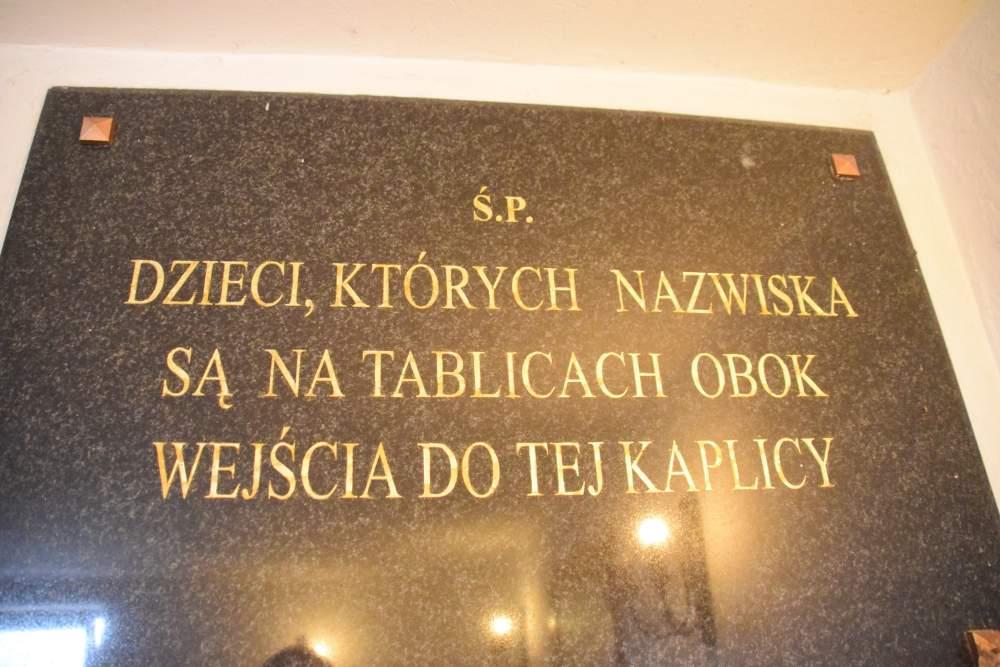 Ś.P.
DZIECI, KTÓRYCH NAZWISKA
SĄ NA TABLICACH OBOK
WEJŚCIA DO TEJ KAPLICY